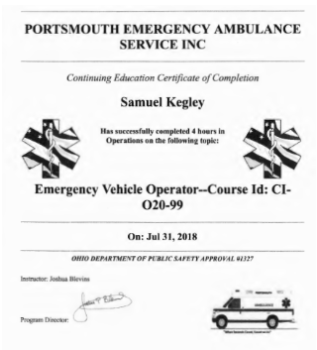 PORTSMOUTH EMERGENCY AMBULANCE
SERVICE INC
Continuing Education Certificate of Completion
Samuel Kegley
Has successfully completed 4 hours in
Operations on the following topic:
Emergency Vehicle Operator--Course Id: CI-
O20-99
On: Jul 31, 2018
OHIO DEPARTMENT OF PUBLIC SAFETY APPROVAL #1327
Instructor: Joshua Blevins
Program Director: